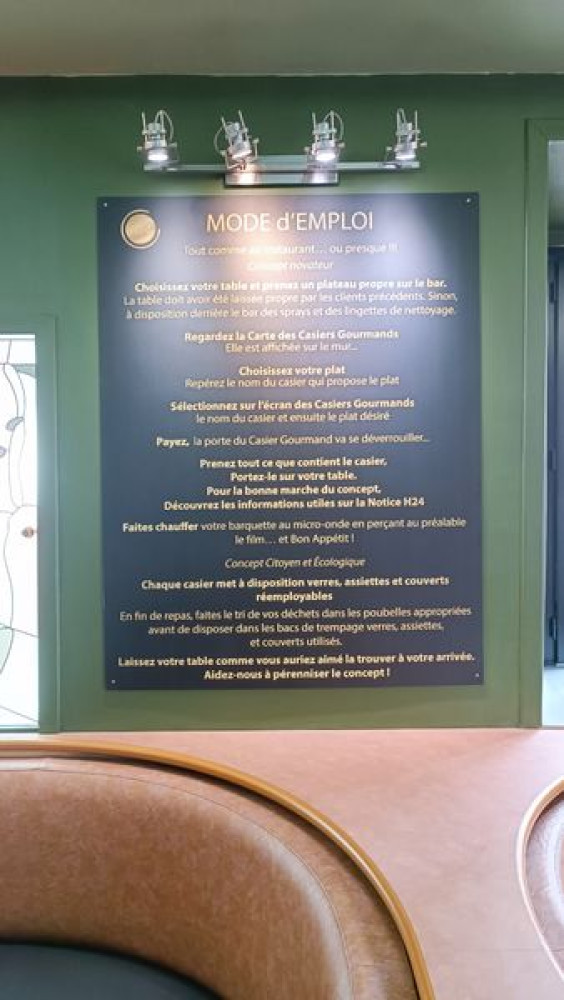 MODE d'EMPLOI
Tout comme au restaurant... ou presque !!!
Concept novateur
Choisissez votre table et prenez un plateau propre sur le bar.
La table doit avoir été laissée propre par les clients précédents. Sinon,
à disposition derrière le bar des sprays et des lingettes de nettoyage.
Regardez la Carte des Casiers Gourmands
Elle est affichée sur le mur...
Choisissez votre plat
Repérez le nom du casier qui propose le plat
Sélectionnez sur l'écran des Casiers Gourmands
le nom du casier et ensuite le plat désiré
Payez, la porte du Casier Gourmand va se déverrouiller...
Prenez tout ce que contient le casier,
Portez-le sur votre table.
Pour la bonne marche du concept,
Découvrez les informations utiles sur la Notice H24
Faites chauffer votre barquette au micro-onde en perçant au préalable
le film... et Bon Appétit !
Concept Citoyen et Écologique
Chaque casier met à disposition verres, assiettes et couverts
réemployables
En fin de repas, faites le tri de vos déchets dans les poubelles appropriées
avant de disposer dans les bacs de trempage verres, assiettes,
et couverts utilisés.
Laissez votre table comme vous auriez aimé la trouver à votre arrivée.
Aidez-nous à pérenniser le concept !